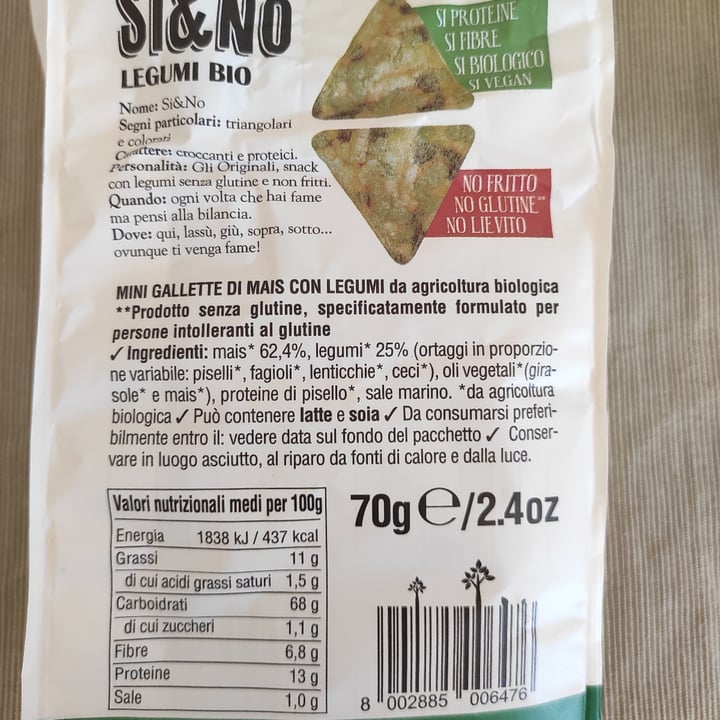 SI&NO
LEGUMI BIO
SI PROTEINE
SI FIBRE
SI BIOLOGICO
SI VEGAN
Nome: Si&No
Segni particolari: triangolari
e colorati
Carattere: croccanti e proteici.
Personalità: Gli Originali, snack
con legumi senza glutine e non fritti.
Quando: ogni volta che hai fame
ma pensi alla bilancia.
Dove: qui, lassù, giù, sopra, sotto...
ovunque ti venga fame!
NO FRITTO
NO GLUTINE**
NO LIEVITO
MINI GALLETTE DI MAIS CON LEGUMI da agricoltura biologica
**Prodotto senza glutine, specificatamente formulato per
persone intolleranti al glutine
✓ Ingredienti: mais* 62,4%, legumi* 25% (ortaggi in proporzio-
ne variabile: piselli*, fagioli*, lenticchie*, ceci*), oli vegetali*(gira-
sole* e mais*), proteine di pisello*, sale marino. *da agricoltura
biologica ✓ Può contenere latte e soia ✓ Da consumarsi preferi-
bilmente entro il: vedere data sul fondo del pacchetto ✓ Conser-
vare in luogo asciutto, al riparo da fonti di calore e dalla luce.
Valori nutrizionali medi per 100g
Energia 1838 kJ / 437 kcal
Grassi 11 g
di cui acidi grassi saturi 1,5 g
Carboidrati 68 g
di cui zuccheri 1,1 g
Fibre 6,8 g
Proteine 13 g
Sale 1,0 g
70g ℮/2.4oz
8 002885 006476